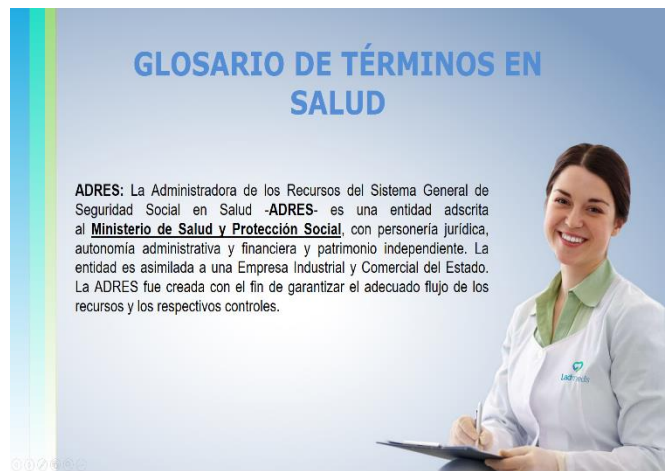 GLOSARIO DE TÉRMINOS EN
SALUD
ADRES: La Administradora de los Recursos del Sistema General de
Seguridad Social en Salud -ADRES- es una entidad adscrita
al Ministerio de Salud y Protección Social, con personería jurídica,
autonomía administrativa y financiera y patrimonio independiente. La
entidad es asimilada a una Empresa Industrial y Comercial del Estado.
La ADRES fue creada con el fin de garantizar el adecuado flujo de los
recursos y los respectivos controles.